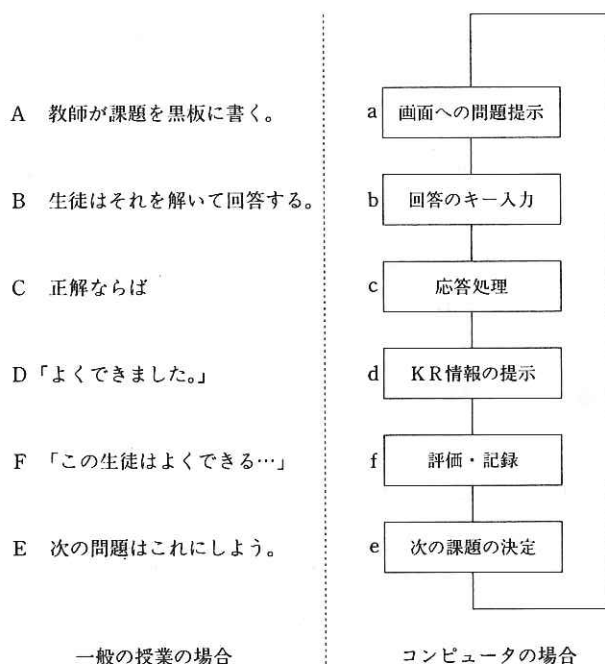 A 教師が課題を黒板に書く。
a 画面への問題提示
B 生徒はそれを解いて回答する。
b 回答のキー入力
C 正解ならば
c 応答処理
D「よくできました。」
d KR情報の提示
F 「この生徒はよくできる…」
f 評価・記録
E 次の問題はこれにしよう。
e 次の課題の決定
一般の授業の場合
コンピュータの場合